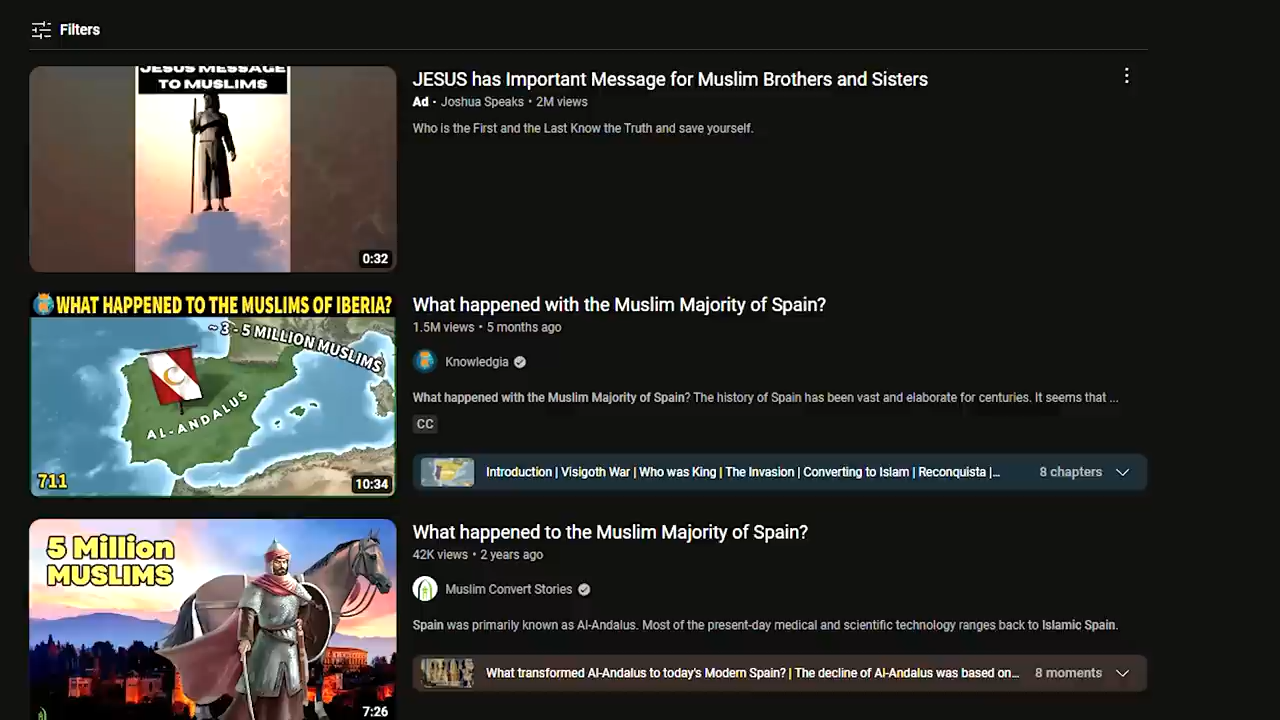 Filters
JESUS MESSAGE
TO MUSLIMS
0:32
JESUS has Important Message for Muslim Brothers and Sisters
Ad · Joshua Speaks • 2M views
Who is the First and the Last Know the Truth and save yourself.
WHAT HAPPENED TO THE MUSLIMS OF IBERIA?
~ 3 - 5 MILLION MUSLIMS
AL-ANDALUS
711
10:34
What happened with the Muslim Majority of Spain?
1.5M views • 5 months ago
Knowledgia
What happened with the Muslim Majority of Spain? The history of Spain has been vast and elaborate for centuries. It seems that ...
CC
Introduction | Visigoth War | Who was King | The Invasion | Converting to Islam | Reconquista |...
8 chapters
5 Million
MUSLIMS
7:26
What happened to the Muslim Majority of Spain?
42K views • 2 years ago
Muslim Convert Stories
Spain was primarily known as Al-Andalus. Most of the present-day medical and scientific technology ranges back to Islamic Spain.
What transformed Al-Andalus to today's Modern Spain? | The decline of Al-Andalus was based on...
8 moments